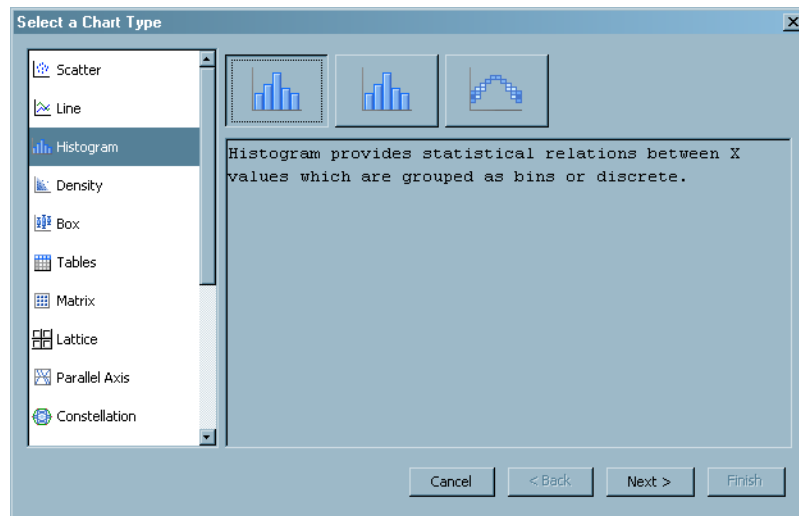 Select a Chart Type
Scatter
Line
Histogram
Density
Box
Tables
Matrix
Lattice
Parallel Axis
Constellation
Histogram provides statistical relations between X
values which are grouped as bins or discrete.
Cancel
< Back
Next >
Finish